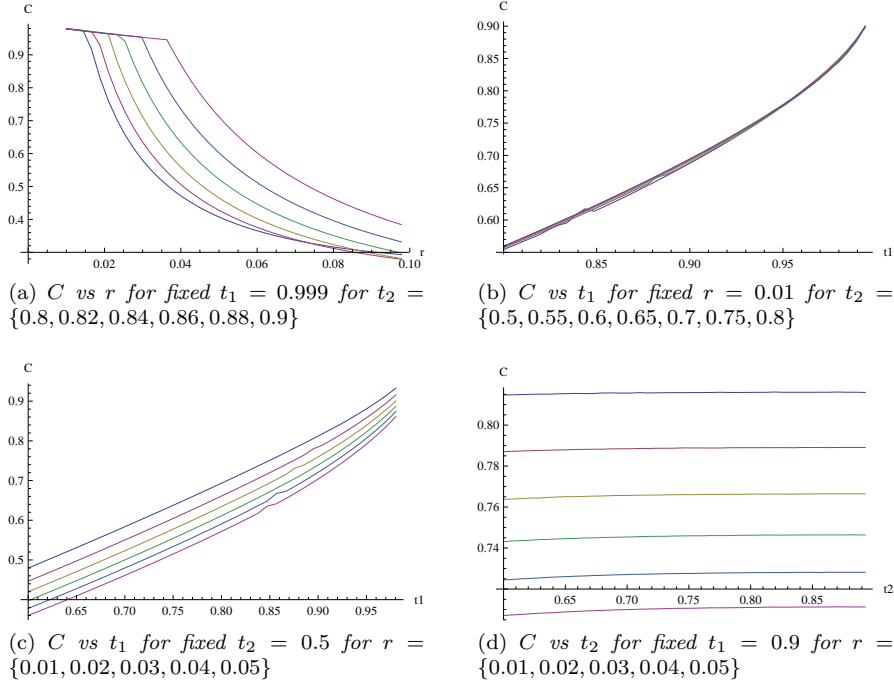 C
0.9
0.8
0.7
0.6
0.5
0.4
0.02 0.04 0.06 0.08 0.10
r
(a) C vs r for fixed t1 = 0.999 for t2 =
{0.8, 0.82, 0.84, 0.86, 0.88, 0.9}
C
0.90
0.85
0.80
0.75
0.70
0.65
0.60
0.85 0.90 0.95
t1
(b) C vs t1 for fixed r = 0.01 for t2 =
{0.5, 0.55, 0.6, 0.65, 0.7, 0.75, 0.8}
C
0.9
0.8
0.7
0.6
0.5
0.65 0.70 0.75 0.80 0.85 0.90 0.95
t1
(c) C vs t1 for fixed t2 = 0.5 for r =
{0.01, 0.02, 0.03, 0.04, 0.05}
C
0.80
0.78
0.76
0.74
0.65 0.70 0.75 0.80 0.85
t2
(d) C vs t2 for fixed t1 = 0.9 for r =
{0.01, 0.02, 0.03, 0.04, 0.05}